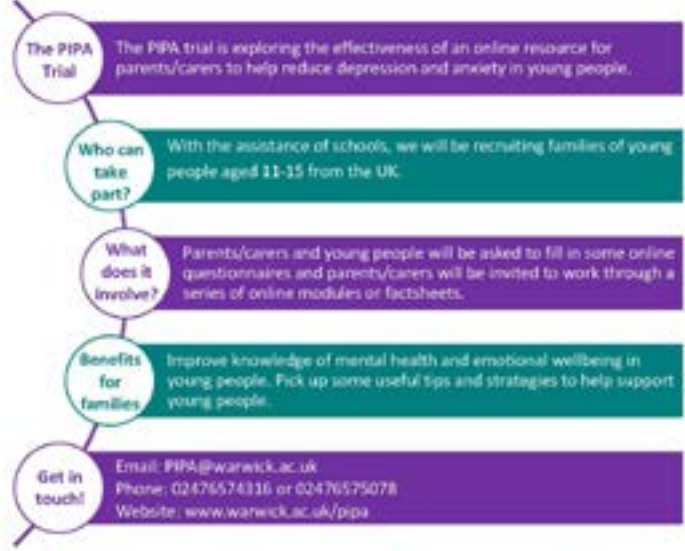 The PIPA
Trial
The PIPA trial is exploring the effectiveness of an online resource for
parents/carers to help reduce depression and anxiety in young people.
Who can
take
part?
With the assistance of schools, we will be recruiting families of young
people aged 11-15 from the UK.
What
does it
involve?
Parents/carers and young people will be asked to fill in some online
questionnaires and parents/carers will be invited to work through a
series of online modules or factsheets.
Benefits
for
families
Improve knowledge of mental health and emotional wellbeing in
young people. Pick up some useful tips and strategies to help support
young people.
Get in
touch!
Email: PIPA@warwick.ac.uk
Phone: 02476574316 or 02476575078
Website: www.warwick.ac.uk/pipa